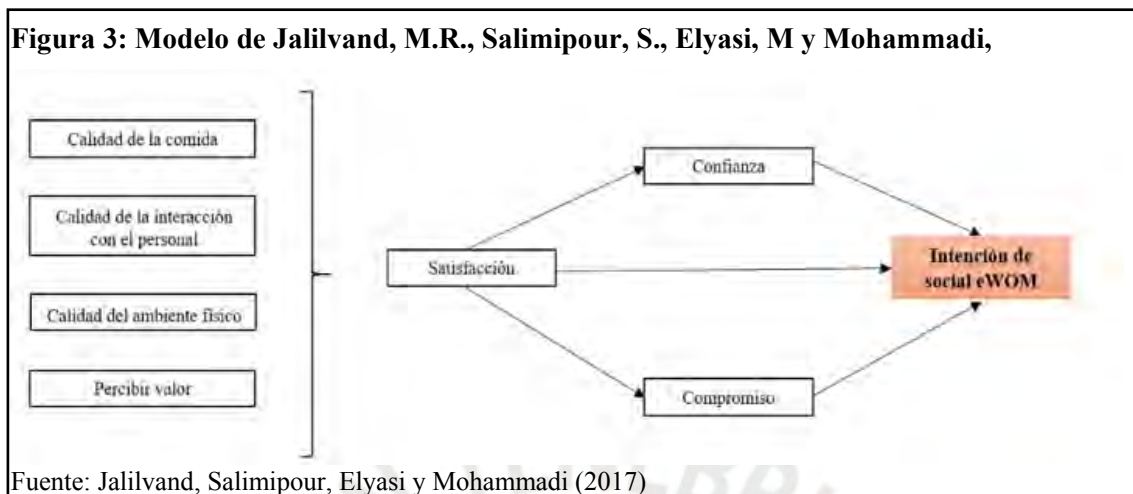 Figura 3: Modelo de Jalilvand, M.R., Salimipour, S., Elyasi, M y Mohammadi,
Calidad de la comida
Calidad de la interacción
con el personal
Calidad del ambiente físico
Percibir valor
Satisfacción
Confianza
Compromiso
Intención de
social eWOM
Fuente: Jalilvand, Salimipour, Elyasi y Mohammadi (2017)